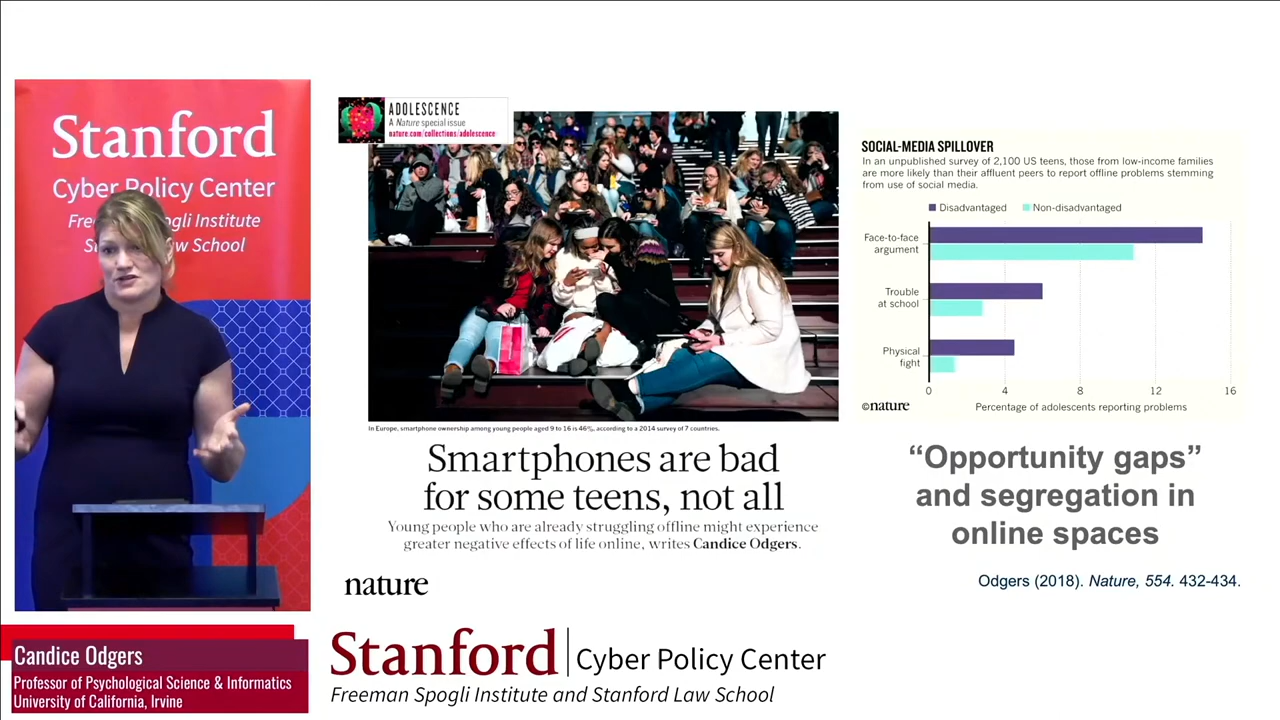 Stanford
Cyber Policy Center
Freeman Spogli Institute
Law School
Candice Odgers
Professor of Psychological Science & Informatics
University of California, Irvine
ADOLESCENCE
A Nature special issue
nature.com/collections/adolescence
In Europe, smartphone ownership among young people aged 9 to 16 is 46%, according to a 2014 survey of 7 countries.
Smartphones are bad
for some teens, not all
Young people who are already struggling offline might experience
greater negative effects of life online, writes Candice Odgers.
nature
SOCIAL-MEDIA SPILLOVER
In an unpublished survey of 2,100 US teens, those from low-income families
are more likely than their affluent peers to report offline problems stemming
from use of social media.
Disadvantaged Non-disadvantaged
Face-to-face
argument
Trouble
at school
Physical
fight
0 4 8 12 16
©nature Percentage of adolescents reporting problems
“Opportunity gaps”
and segregation in
online spaces
Odgers (2018). Nature, 554. 432-434.
Stanford Cyber Policy Center
Freeman Spogli Institute and Stanford Law School